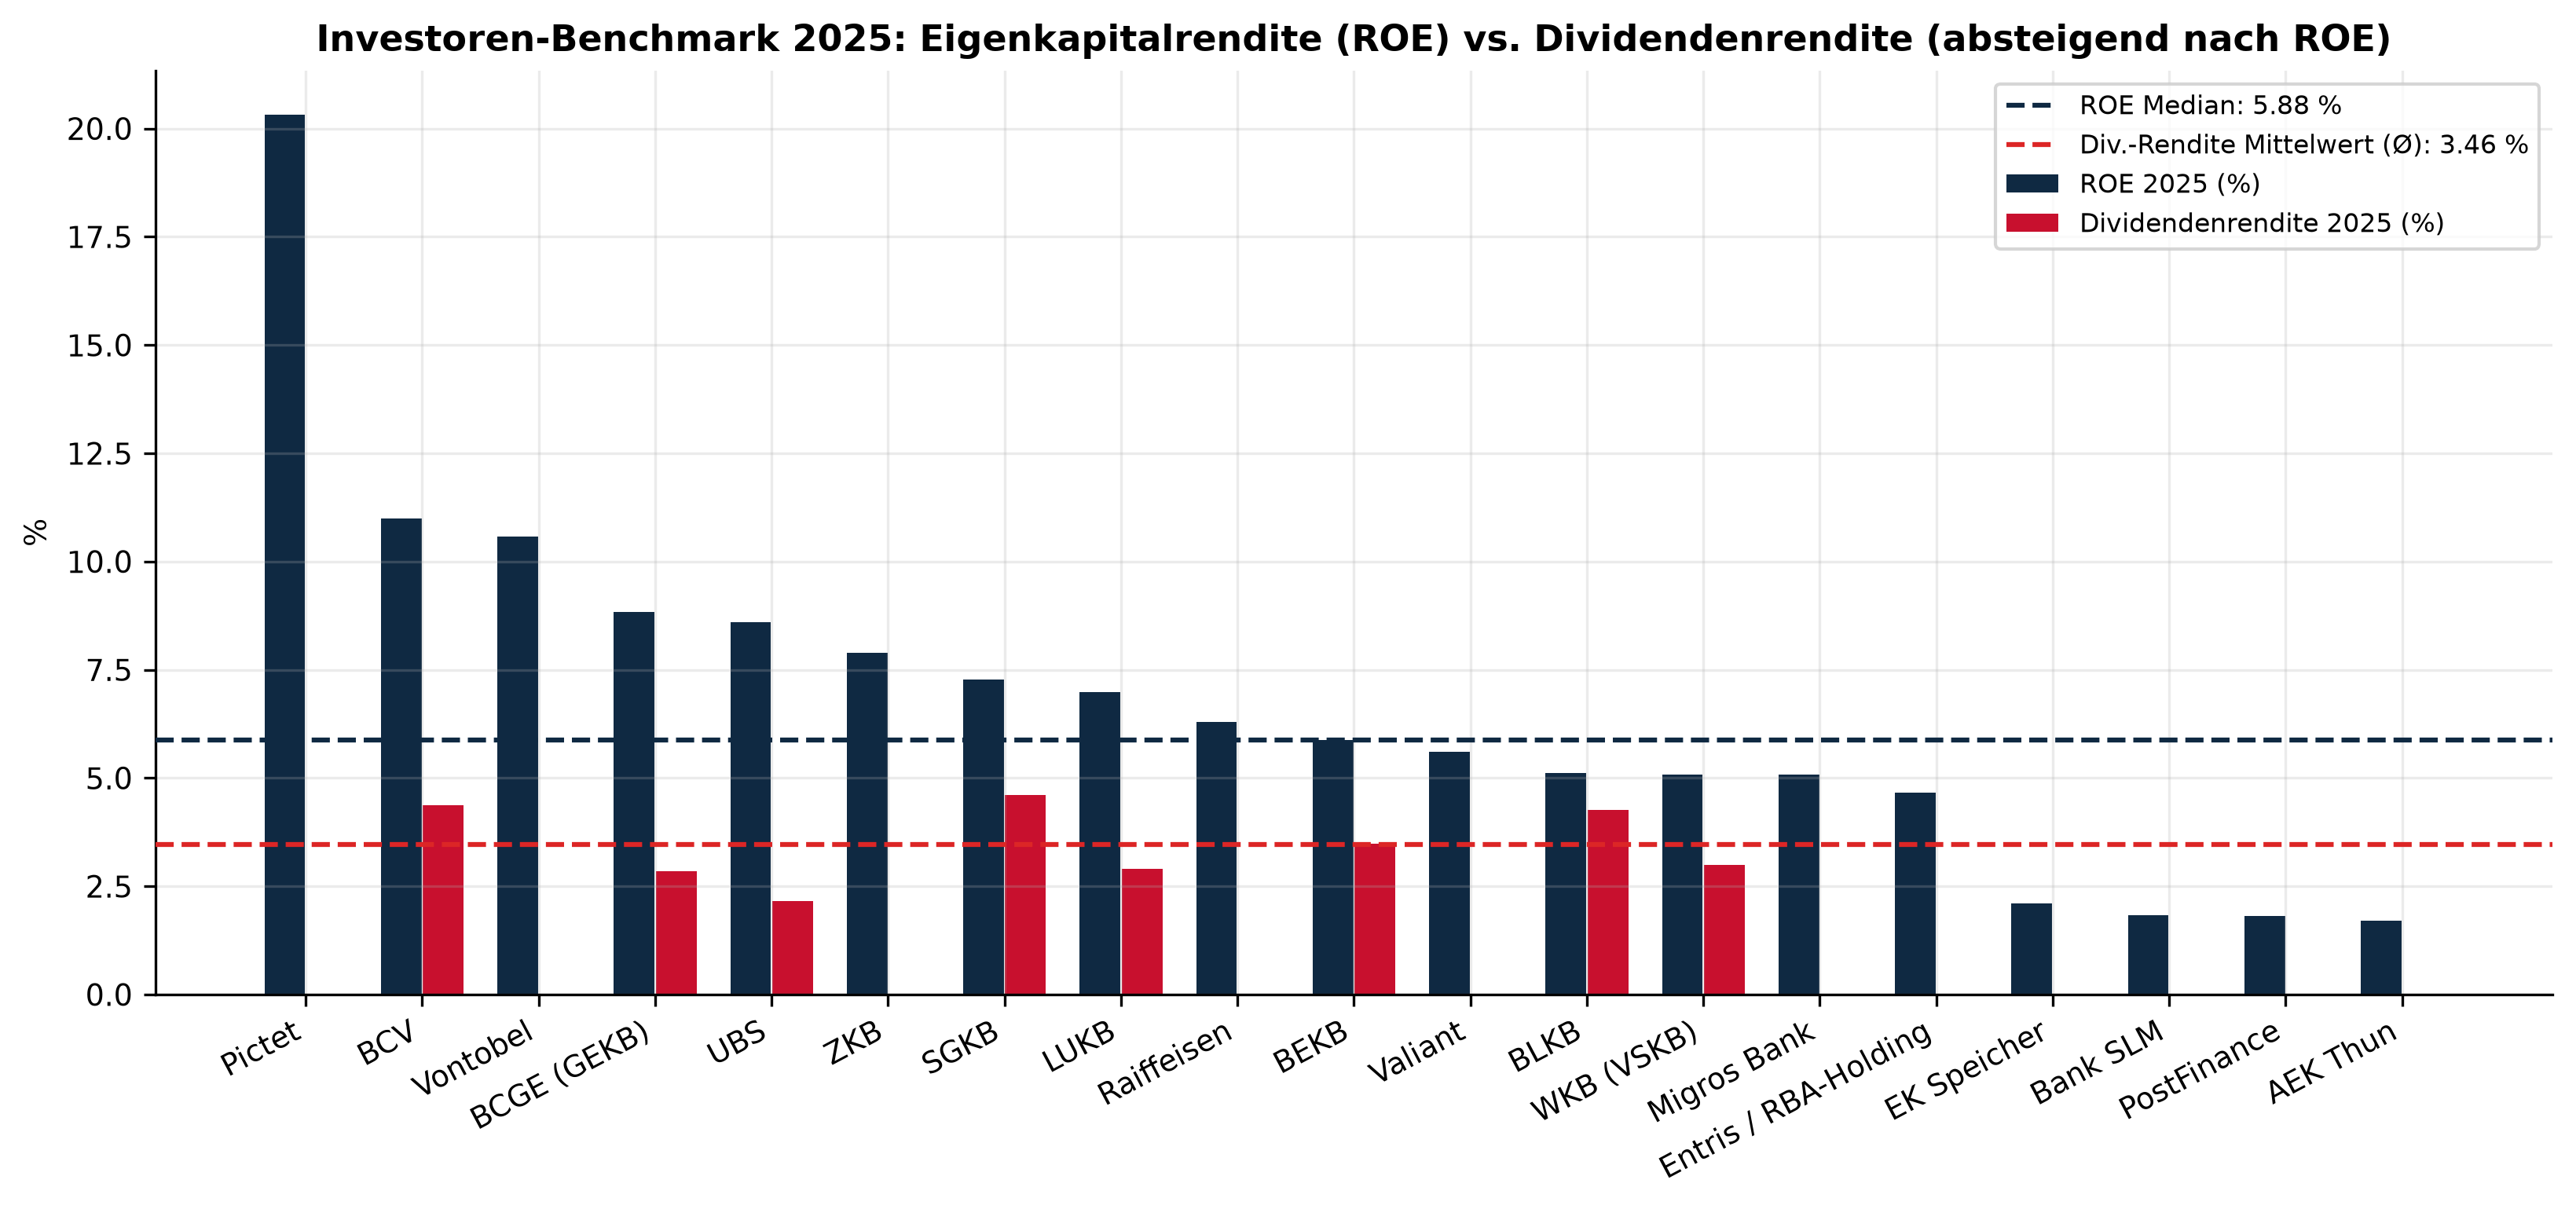 Investoren-Benchmark 2025: Eigenkapitalrendite (ROE) vs. Dividendenrendite (absteigend nach ROE)
ROE Median: 5.88 %
Div.-Rendite Mittelwert (Ø): 3.46 %
ROE 2025 (%)
Dividendenrendite 2025 (%)
%
20.0
17.5
15.0
12.5
10.0
7.5
5.0
2.5
0.0
Pictet
BCV
Vontobel
BCGE (GEKB)
UBS
ZKB
SGKB
LUKB
Raiffeisen
BEKB
Valiant
BLKB
WKB (VSKB)
Migros Bank
Entris / RBA-Holding
EK Speicher
Bank SLM
PostFinance
AEK Thun